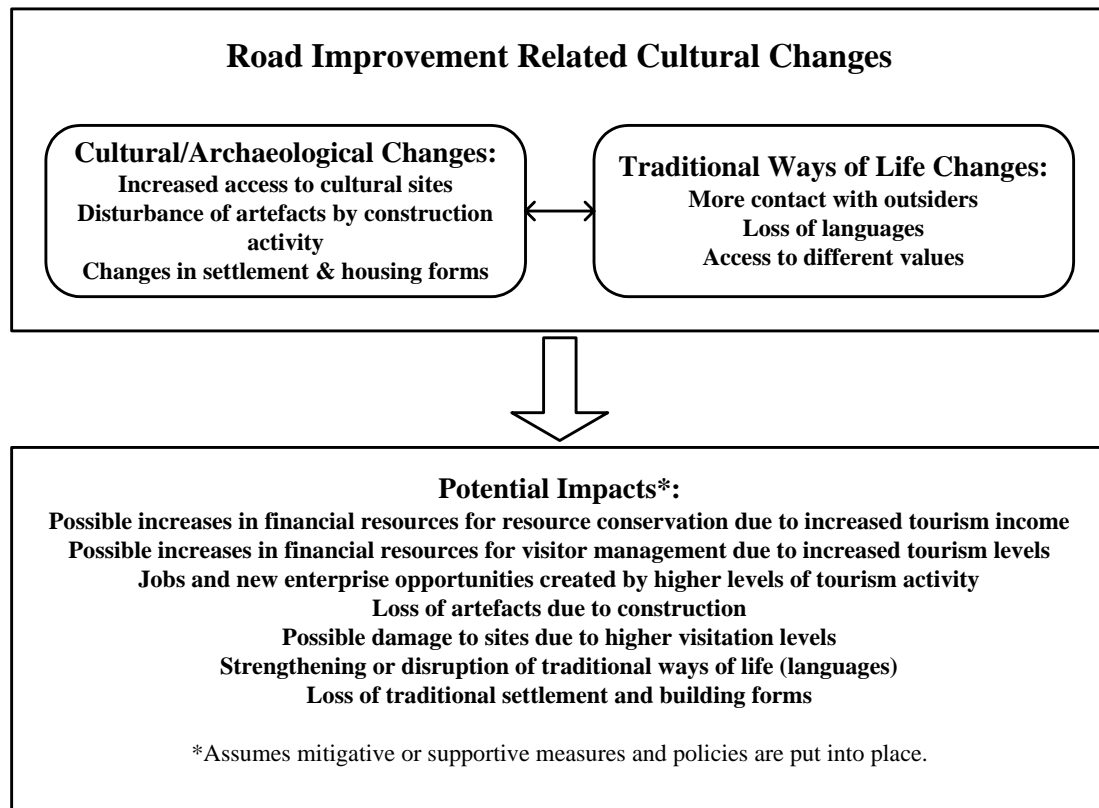 Road Improvement Related Cultural Changes
Cultural/Archaeological Changes:
Increased access to cultural sites
Disturbance of artefacts by construction
activity
Changes in settlement & housing forms
Traditional Ways of Life Changes:
More contact with outsiders
Loss of languages
Access to different values
Potential Impacts*:
Possible increases in financial resources for resource conservation due to increased tourism income
Possible increases in financial resources for visitor management due to increased tourism levels
Jobs and new enterprise opportunities created by higher levels of tourism activity
Loss of artefacts due to construction
Possible damage to sites due to higher visitation levels
Strengthening or disruption of traditional ways of life (languages)
Loss of traditional settlement and building forms
*Assumes mitigative or supportive measures and policies are put into place.